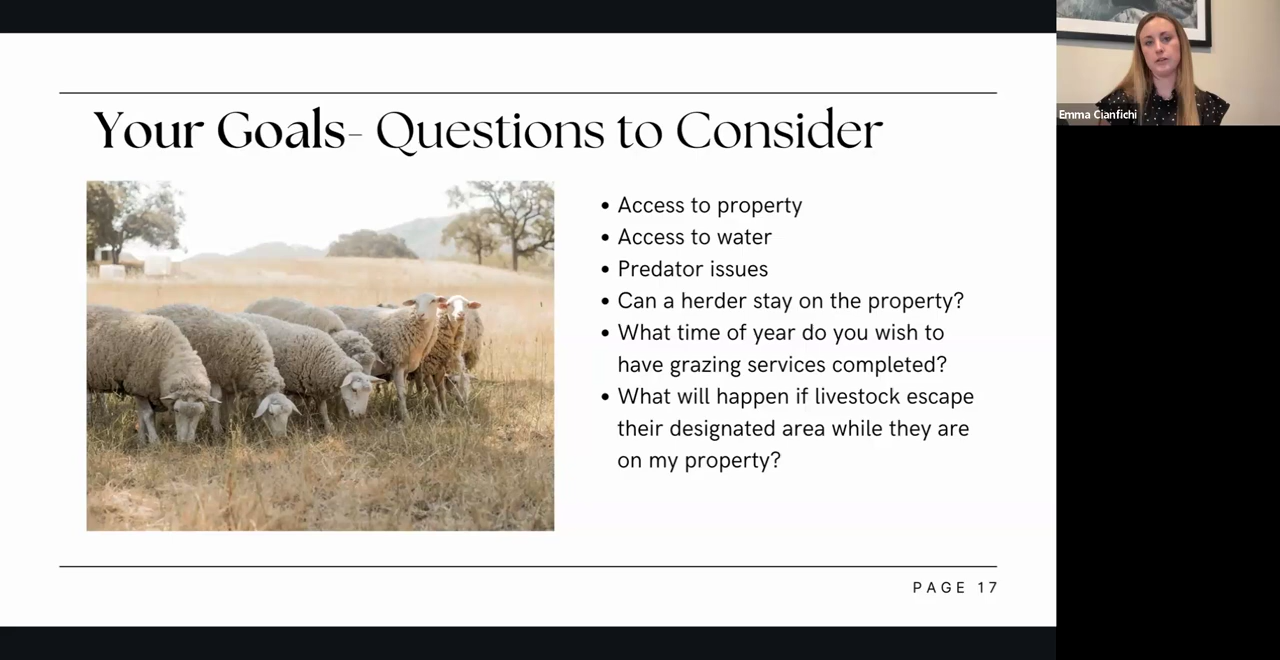 Your Goals- Questions to Consider
• Access to property
• Access to water
• Predator issues
• Can a herder stay on the property?
• What time of year do you wish to
have grazing services completed?
• What will happen if livestock escape
their designated area while they are
on my property?
PAGE 17
Emma Cianfichi